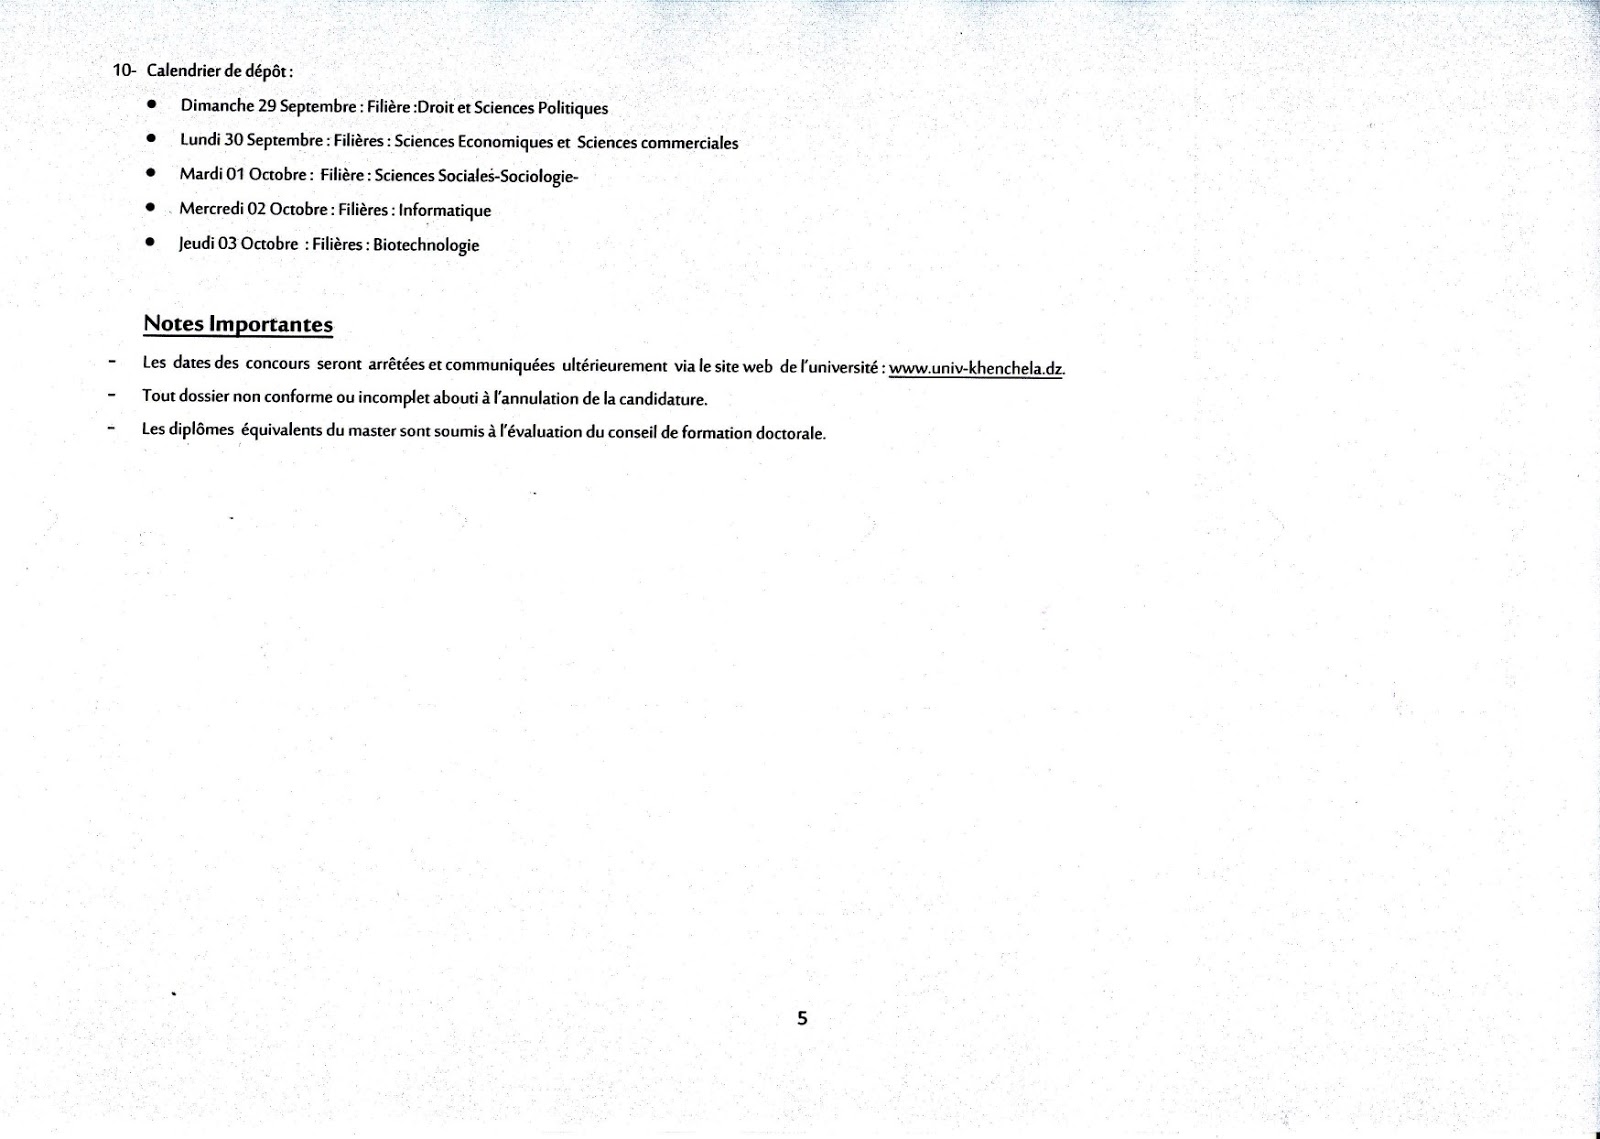 10- Calendrier de dépôt :
• Dimanche 29 Septembre : Filière :Droit et Sciences Politiques
• Lundi 30 Septembre : Filières : Sciences Economiques et Sciences commerciales
• Mardi 01 Octobre : Filière : Sciences Sociales-Sociologie-
• Mercredi 02 Octobre : Filières : Informatique
• Jeudi 03 Octobre : Filières : Biotechnologie
Notes Importantes
- Les dates des concours seront arrêtées et communiquées ultérieurement via le site web de l'université : www.univ-khenchela.dz.
- Tout dossier non conforme ou incomplet abouti à l'annulation de la candidature.
- Les diplômes équivalents du master sont soumis à l'évaluation du conseil de formation doctorale.
5